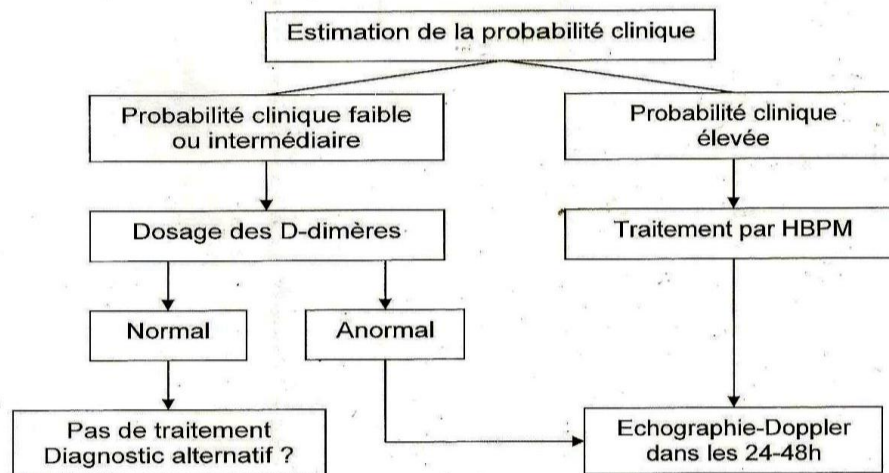 Estimation de la probabilité clinique
Probabilité clinique faible
ou intermédiaire
Probabilité clinique
élevée
Dosage des D-dimères
Traitement par HBPM
Normal
Anormal
Pas de traitement
Diagnostic alternatif ?
Echographie-Doppler
dans les 24-48h